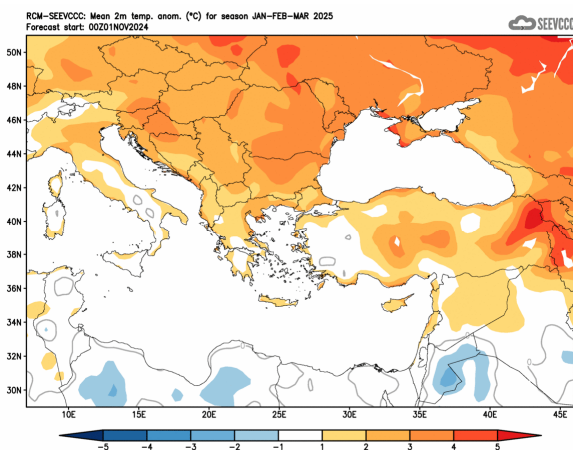 RCM-SEEVCCC: Mean 2m temp. anom. (°C) for season JAN-FEB-MAR 2025
Forecast start: 00Z01NOV2024
SEEVCCC
50N
48N
46N
44N
42N
40N
38N
36N
34N
32N
30N
10E 15E 20E 25E 30E 35E 40E 45E
-5 -4 -3 -2 -1 1 2 3 4 5